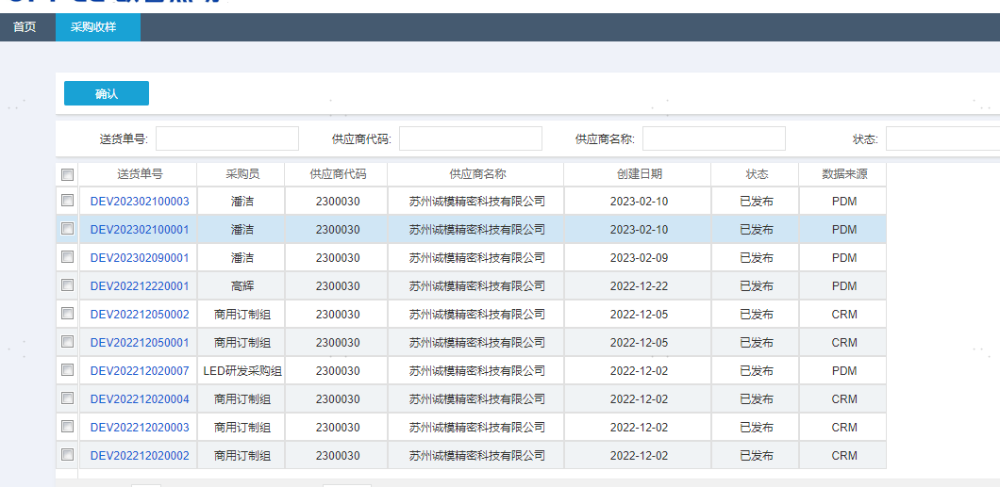 首页 采购收样
确认
送货单号: 供应商代码: 供应商名称: 状态:
送货单号 采购员 供应商代码 供应商名称 创建日期 状态 数据来源
DEV202302100003 潘洁 2300030 苏州诚模精密科技有限公司 2023-02-10 已发布 PDM
DEV202302100001 潘洁 2300030 苏州诚模精密科技有限公司 2023-02-10 已发布 PDM
DEV202302090001 潘洁 2300030 苏州诚模精密科技有限公司 2023-02-09 已发布 PDM
DEV202212220001 高辉 2300030 苏州诚模精密科技有限公司 2022-12-22 已发布 PDM
DEV202212050002 商用订制组 2300030 苏州诚模精密科技有限公司 2022-12-05 已发布 CRM
DEV202212050001 商用订制组 2300030 苏州诚模精密科技有限公司 2022-12-05 已发布 CRM
DEV202212020007 LED研发采购组 2300030 苏州诚模精密科技有限公司 2022-12-02 已发布 PDM
DEV202212020004 商用订制组 2300030 苏州诚模精密科技有限公司 2022-12-02 已发布 CRM
DEV202212020003 商用订制组 2300030 苏州诚模精密科技有限公司 2022-12-02 已发布 CRM
DEV202212020002 商用订制组 2300030 苏州诚模精密科技有限公司 2022-12-02 已发布 CRM